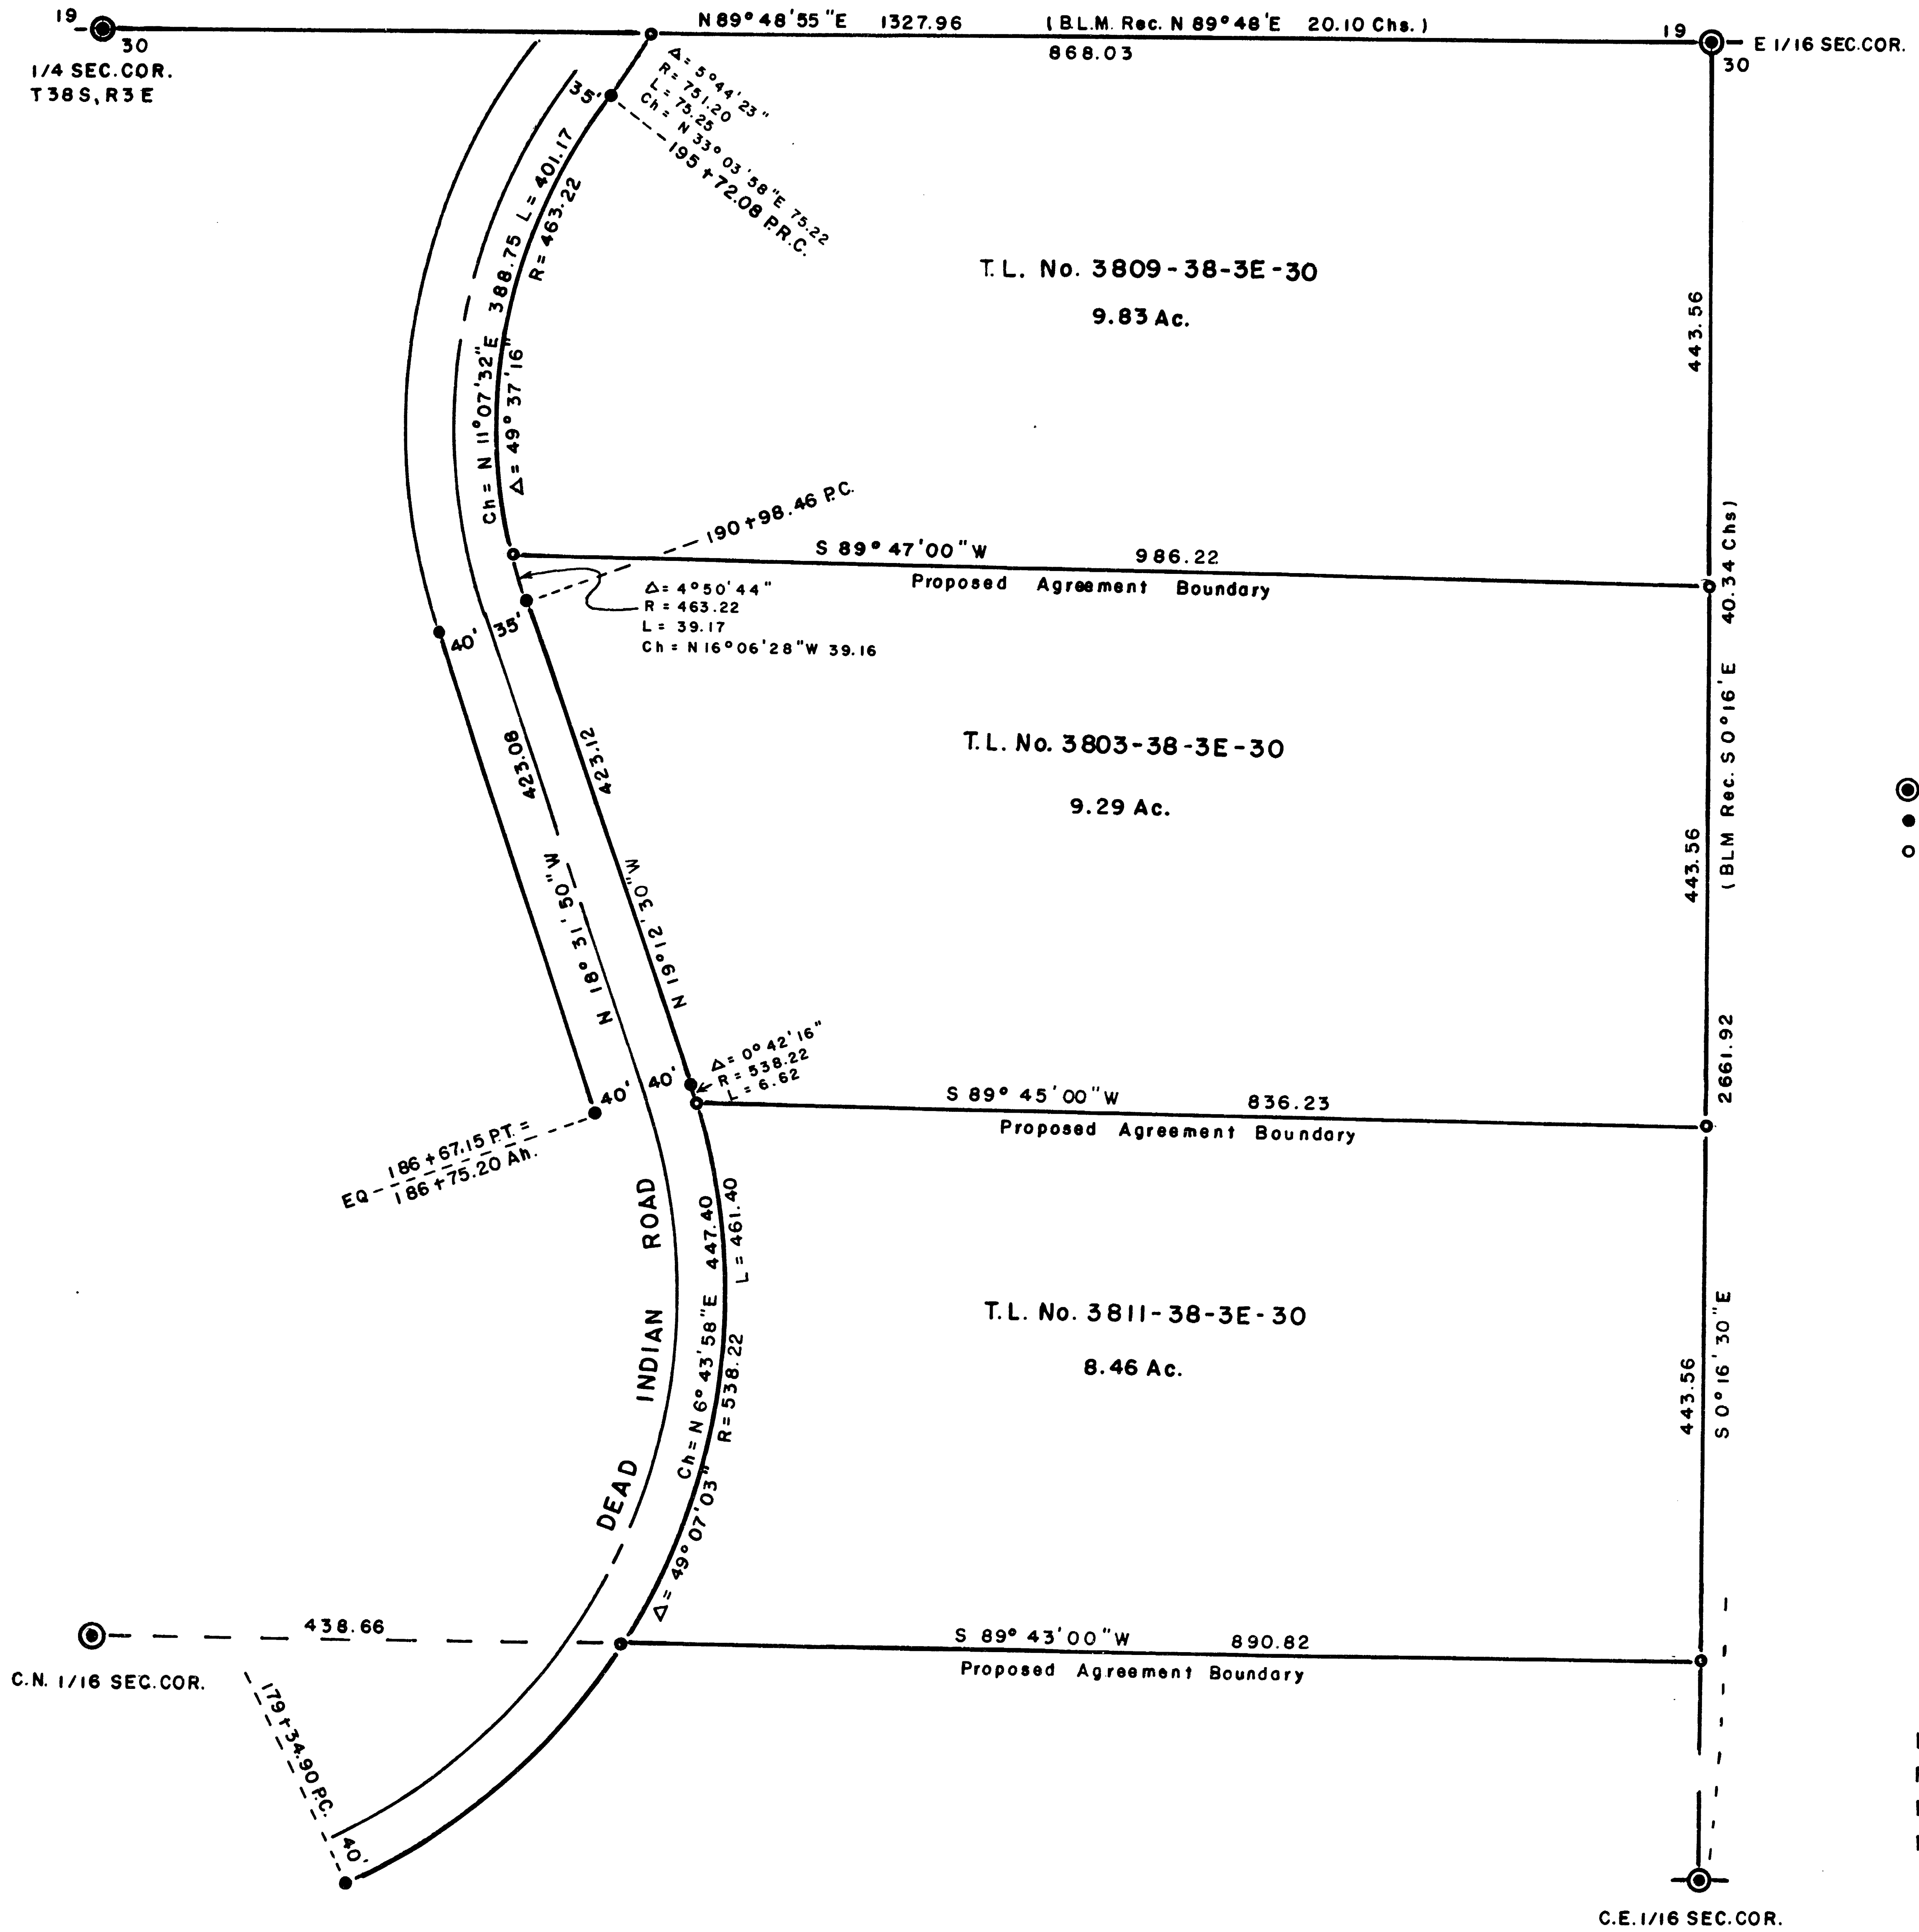 19
30
1/4 SEC. COR.
T38S, R3E
N 89° 48' 55" E 1327.96 (B.L.M. Rec. N 89° 48' E 20.10 Chs.)
868.03
19
30
E 1/16 SEC. COR.
Δ = 5° 44' 23"
R = 751.20
L = 75.25
Ch = N 33° 03' 58" E 75.22
195 + 72.08 P.R.C.
35'
Ch = N 11° 07' 32" E 388.75 L = 401.17
R = 463.22
Δ = 49° 37' 16"
T.L. No. 3809-38-3E-30
9.83 Ac.
443.56
190 + 98.46 P.C.
S 89° 47' 00" W 986.22
Proposed Agreement Boundary
Δ = 4° 50' 44"
R = 463.22
L = 39.17
Ch = N 16° 06' 28" W 39.16
40' 35'
423.08
N 18° 31' 50" W
423.12
N 19° 12' 30" W
T.L. No. 3803-38-3E-30
9.29 Ac.
443.56
(BLM Rec. S 0° 16' E 40.34 Chs)
2661.92
S 0° 16' 30" E
Δ = 0° 42' 16"
R = 538.22
L = 6.62
40' 40'
EQ
186 + 67.15 P.T. =
186 + 75.20 Ah.
S 89° 45' 00" W 836.23
Proposed Agreement Boundary
DEAD INDIAN ROAD
Ch = N 6° 43' 58" E 447.40
L = 461.40
R = 538.22
Δ = 49° 07' 03"
T.L. No. 3811-38-3E-30
8.46 Ac.
443.56
438.66
C.N. 1/16 SEC. COR.
S 89° 43' 00" W 890.82
Proposed Agreement Boundary
179 + 34.90 P.C.
40'
C.E. 1/16 SEC. COR.